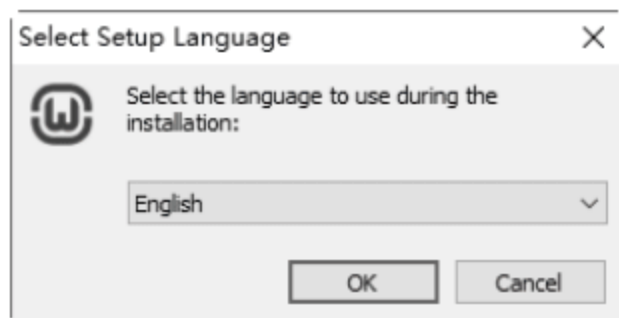 Select Setup Language
Select the language to use during the
installation:
English
OK
Cancel